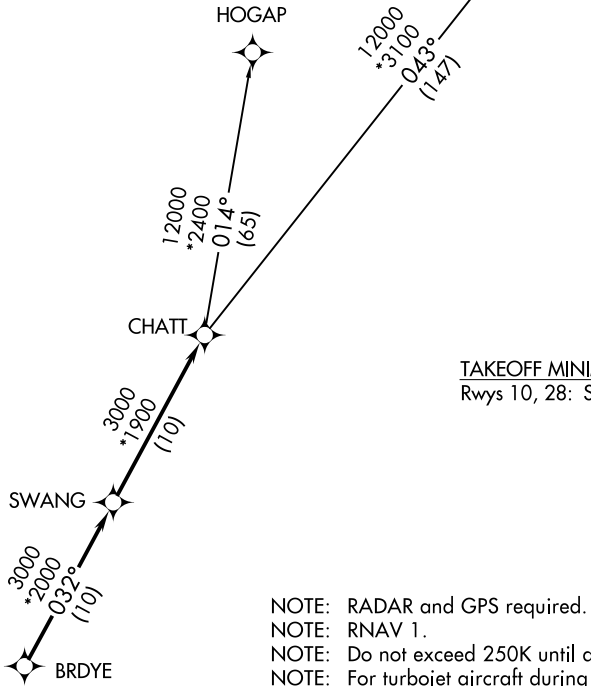 HOGAP
12000
*3100
043°
(147)
12000
*2400
014°
(65)
CHATT
TAKEOFF
Rwys 10, 28:
3000
*1900
(10)
SWANG
3000
*2000
032°
(10)
BRDYE
NOTE: RADAR and GPS required.
NOTE: RNAV 1.
NOTE: Do not exceed 250K until
NOTE: For turbojet aircraft during